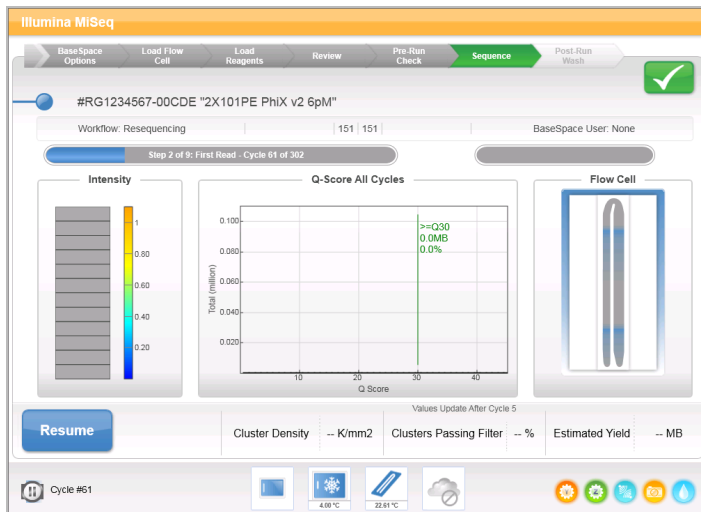 Illumina MiSeq
BaseSpace Options
Load Flow Cell
Load Reagents
Review
Pre-Run Check
Sequence
Post-Run Wash
#RG1234567-00CDE "2X101PE PhiX v2 6pM"
Workflow: Resequencing | 151 | 151 | BaseSpace User: None
Step 2 of 9: First Read - Cycle 61 of 302
Intensity
1
0.80
0.60
0.40
0.20
Q-Score All Cycles
Total (million)
0.100
0.080
0.060
0.040
0.020
>=Q30
0.0MB
0.0%
10 20 30 40
Q Score
Flow Cell
Values Update After Cycle 5
Resume
Cluster Density -- K/mm2
Clusters Passing Filter -- %
Estimated Yield -- MB
Cycle #61
4.00 °C
22.61 °C